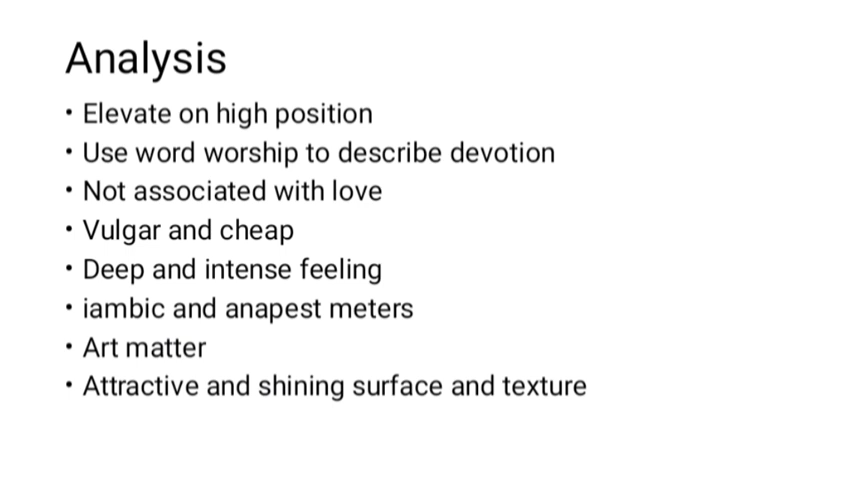 Analysis
• Elevate on high position
• Use word worship to describe devotion
• Not associated with love
• Vulgar and cheap
• Deep and intense feeling
• iambic and anapest meters
• Art matter
• Attractive and shining surface and texture